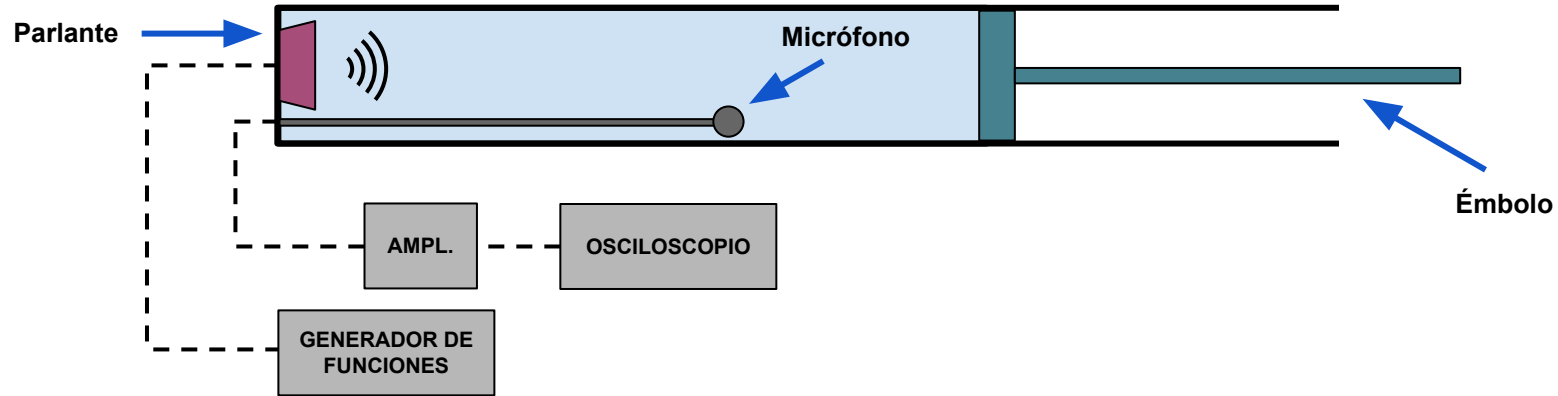 Parlante
Micrófono
Émbolo
AMPL.
OSCILOSCOPIO
GENERADOR DE
FUNCIONES